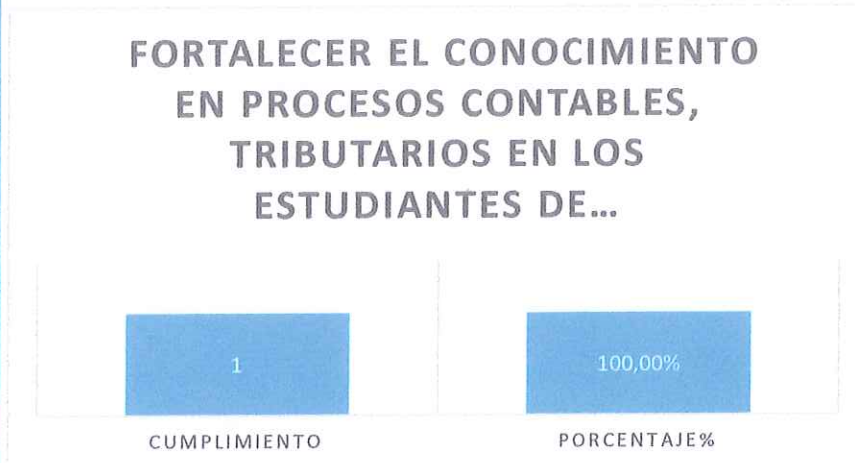 FORTALECER EL CONOCIMIENTO
EN PROCESOS CONTABLES,
TRIBUTARIOS EN LOS
ESTUDIANTES DE...
1
100,00%
CUMPLIMIENTO
PORCENTAJE%